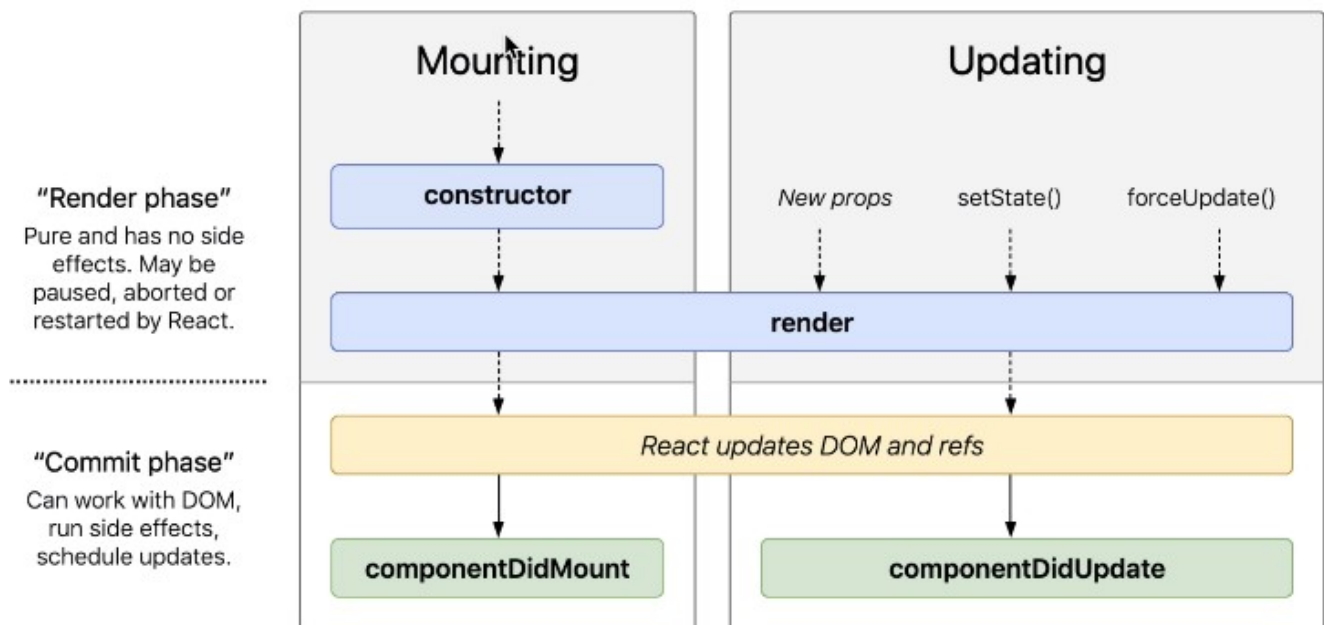 Mounting
Updating
“Render phase”
Pure and has no side
effects. May be
paused, aborted or
restarted by React.
constructor
New props
setState()
forceUpdate()
render
“Commit phase”
Can work with DOM,
run side effects,
schedule updates.
React updates DOM and refs
componentDidMount
componentDidUpdate